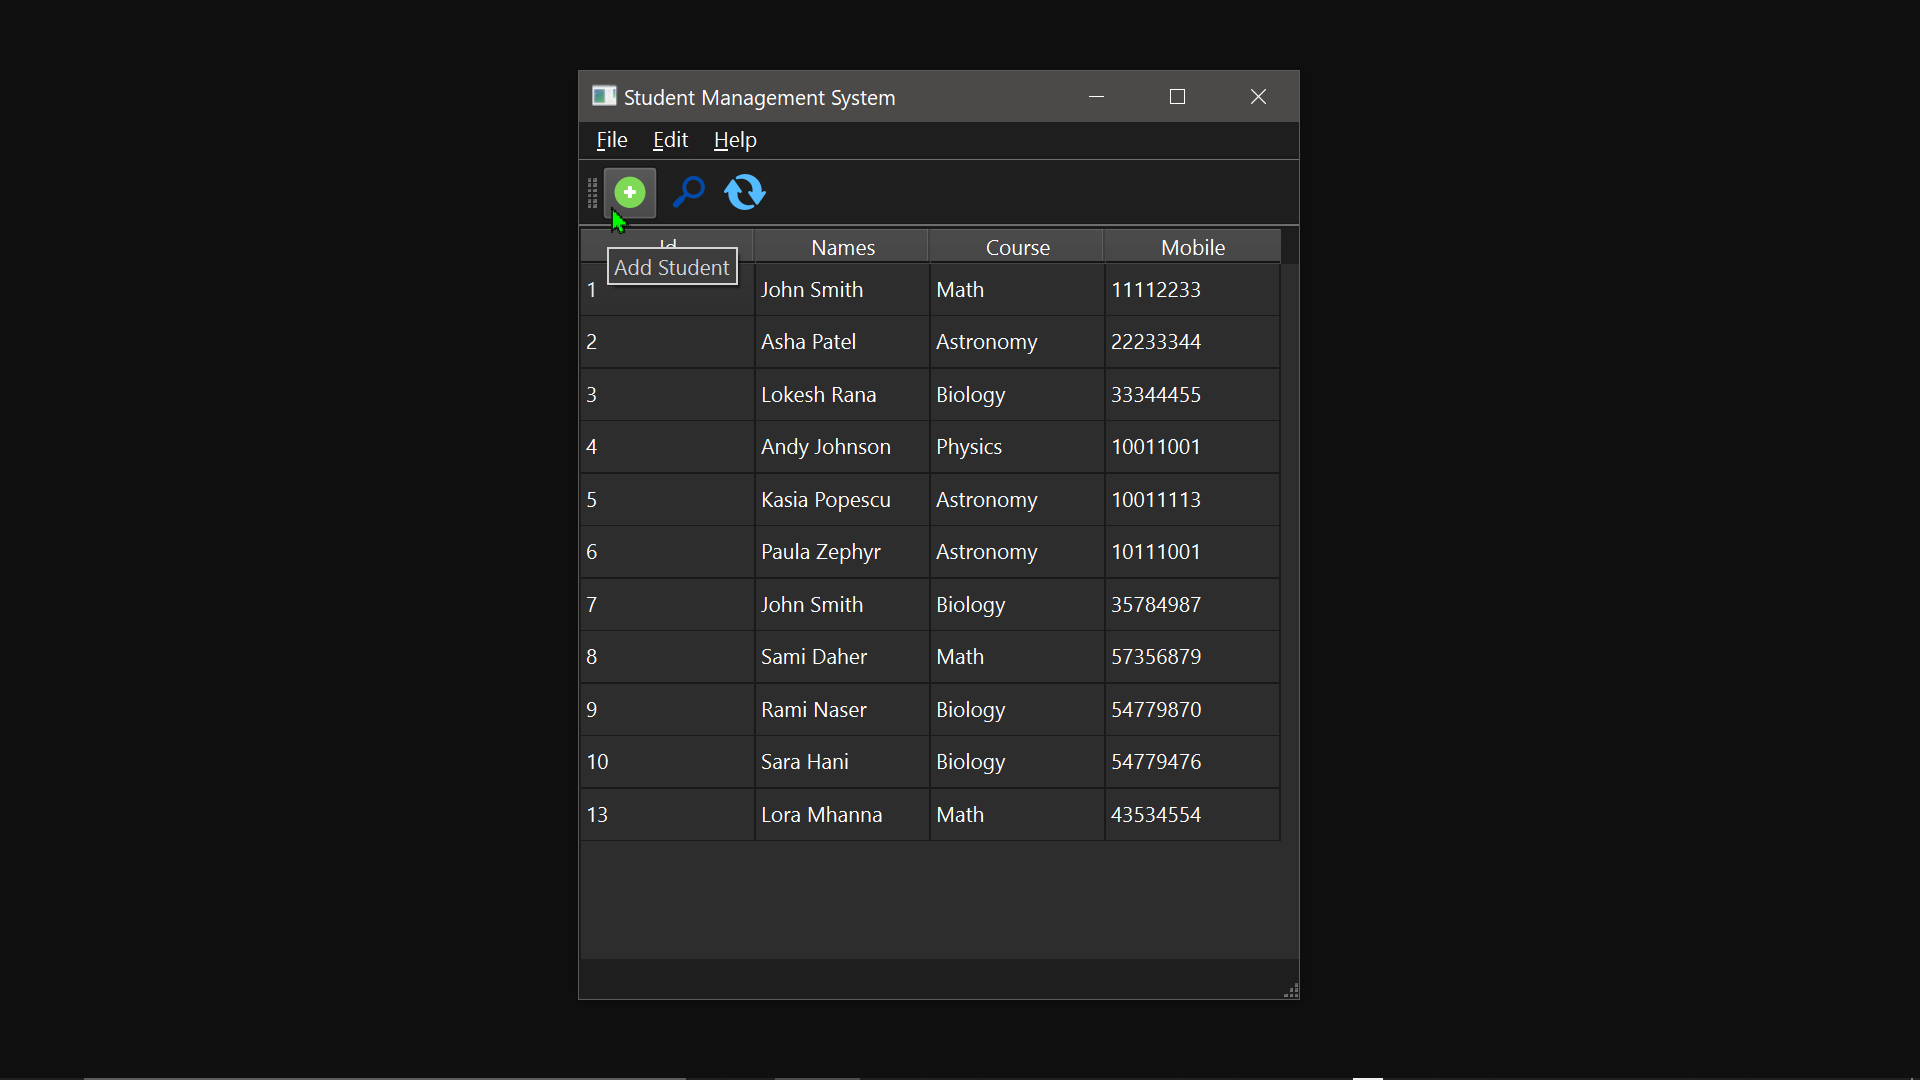 Student Management System
File Edit Help
Id Names Course Mobile
Add Student
1 John Smith Math 11112233
2 Asha Patel Astronomy 22233344
3 Lokesh Rana Biology 33344455
4 Andy Johnson Physics 10011001
5 Kasia Popescu Astronomy 10011113
6 Paula Zephyr Astronomy 10111001
7 John Smith Biology 35784987
8 Sami Daher Math 57356879
9 Rami Naser Biology 54779870
10 Sara Hani Biology 54779476
13 Lora Mhanna Math 43534554